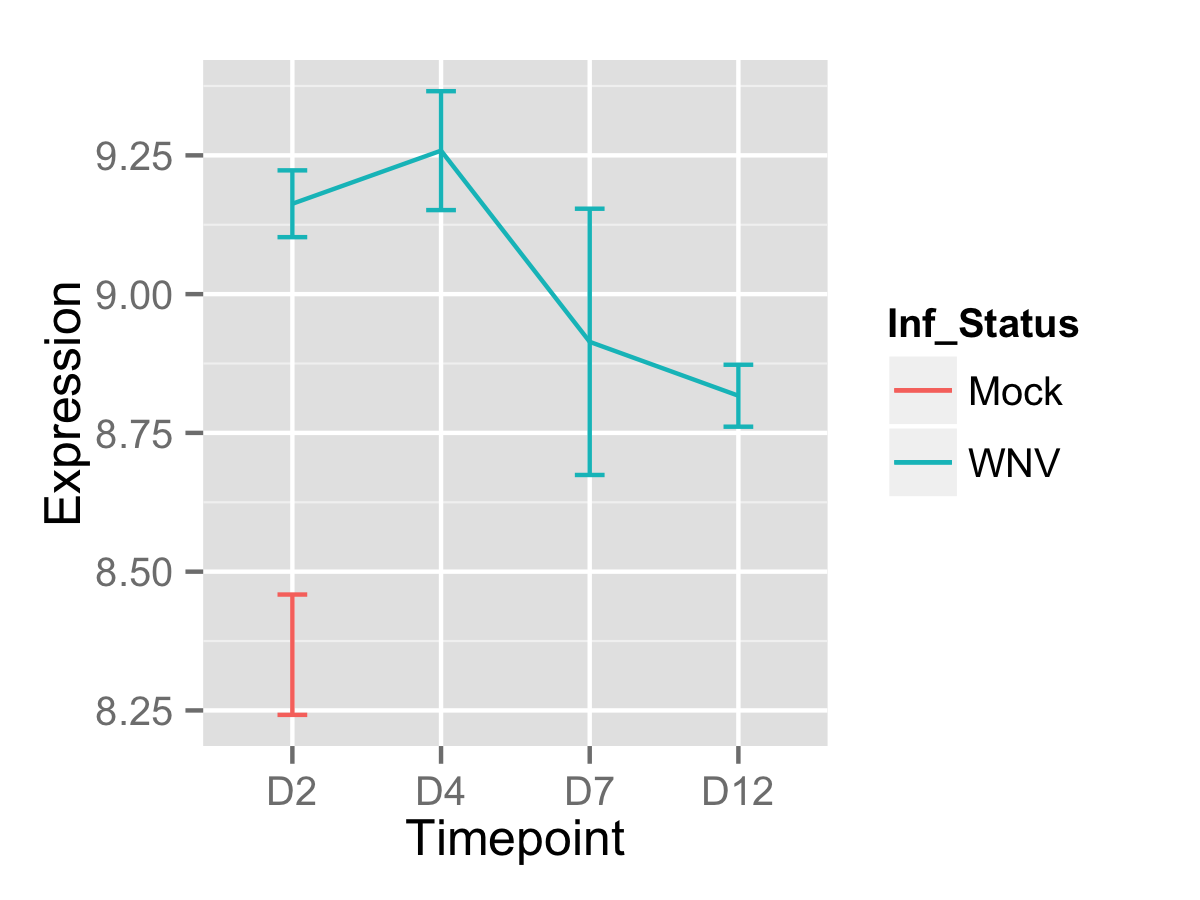 9.25
9.00
8.75
8.50
8.25
Expression
D2 D4 D7 D12
Timepoint
Inf_Status
Mock
WNV